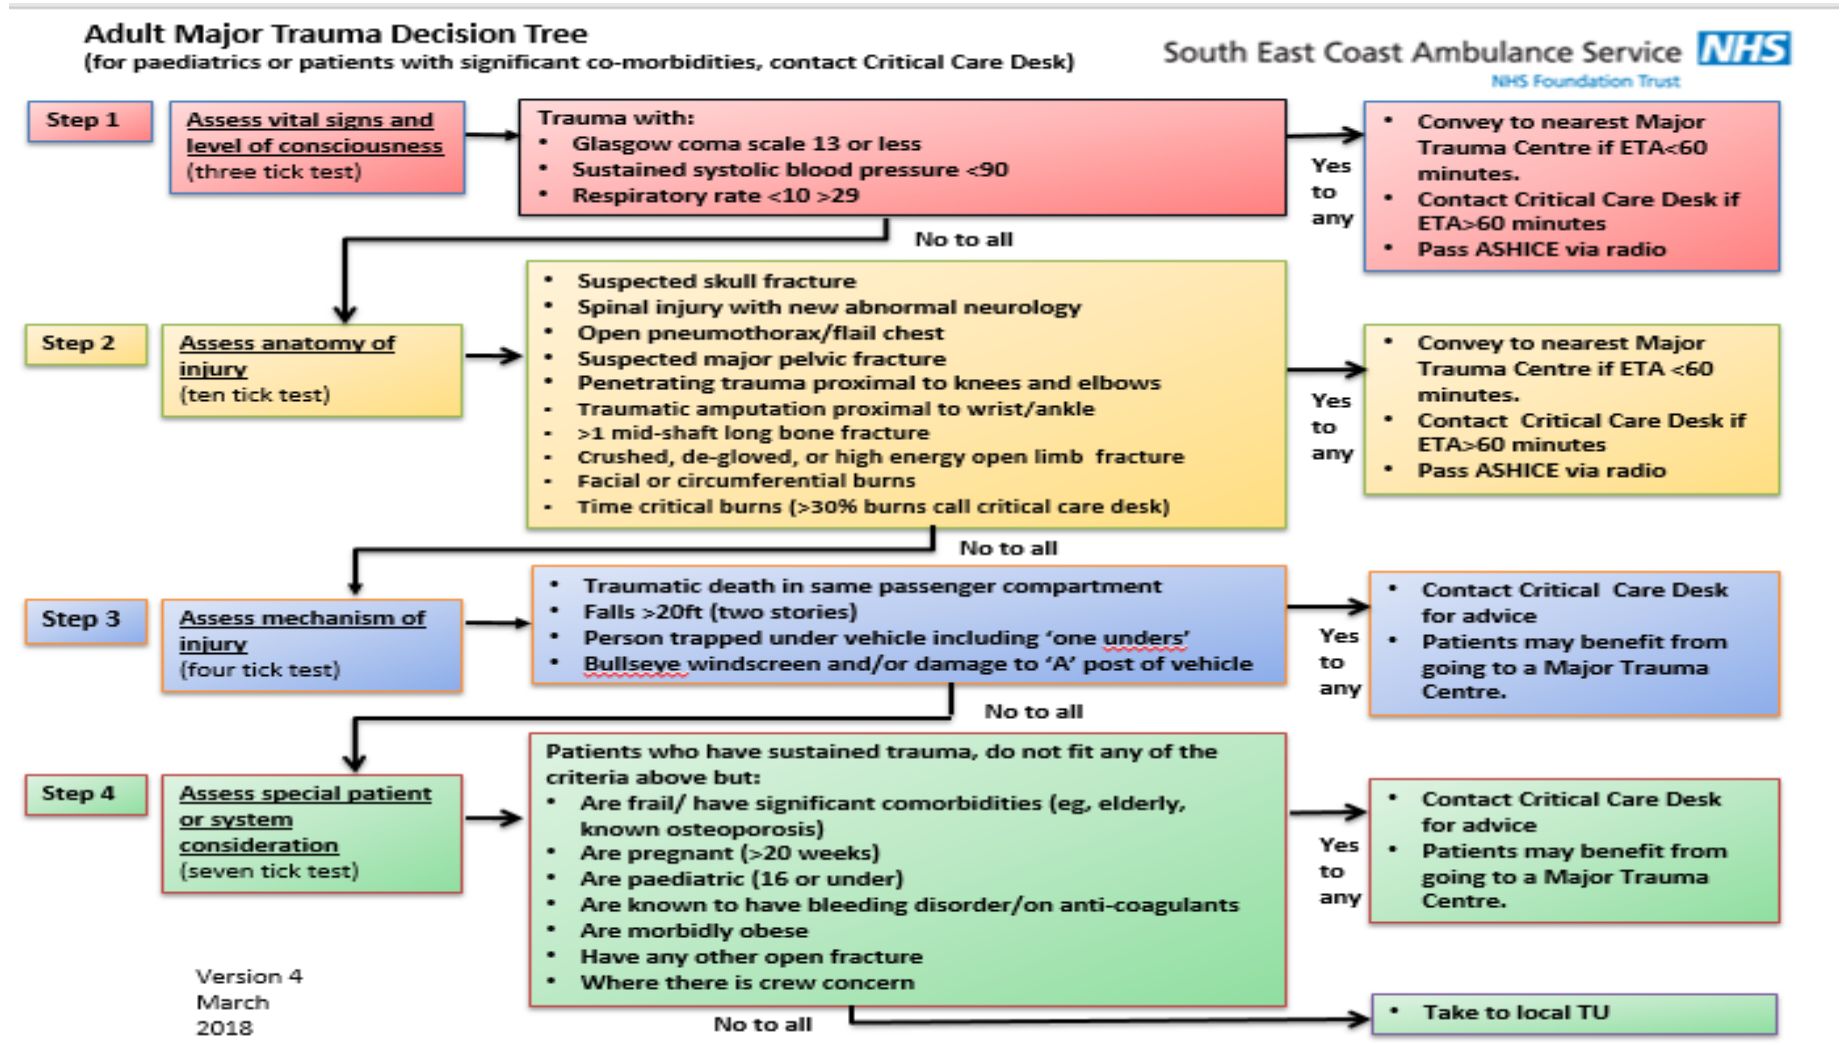 Adult Major Trauma Decision Tree
(for paediatrics or patients with significant co-morbidities, contact Critical Care Desk)
South East Coast Ambulance Service NHS
NHS Foundation Trust
Step 1
Assess vital signs and
level of consciousness
(three tick test)
Trauma with:
• Glasgow coma scale 13 or less
• Sustained systolic blood pressure <90
• Respiratory rate <10 >29
Yes
to
any
• Convey to nearest Major
Trauma Centre if ETA<60
minutes.
• Contact Critical Care Desk if
ETA>60 minutes
• Pass ASHICE via radio
No to all
Step 2
Assess anatomy of
injury
(ten tick test)
• Suspected skull fracture
• Spinal injury with new abnormal neurology
• Open pneumothorax/flail chest
• Suspected major pelvic fracture
• Penetrating trauma proximal to knees and elbows
• Traumatic amputation proximal to wrist/ankle
• >1 mid-shaft long bone fracture
• Crushed, de-gloved, or high energy open limb fracture
• Facial or circumferential burns
• Time critical burns (>30% burns call critical care desk)
Yes
to
any
• Convey to nearest Major
Trauma Centre if ETA <60
minutes.
• Contact Critical Care Desk if
ETA>60 minutes
• Pass ASHICE via radio
No to all
Step 3
Assess mechanism of
injury
(four tick test)
• Traumatic death in same passenger compartment
• Falls >20ft (two stories)
• Person trapped under vehicle including ‘one unders’
• Bullseye windscreen and/or damage to ‘A’ post of vehicle
Yes
to
any
• Contact Critical Care Desk
for advice
• Patients may benefit from
going to a Major Trauma
Centre.
No to all
Step 4
Assess special patient
or system
consideration
(seven tick test)
Patients who have sustained trauma, do not fit any of the
criteria above but:
• Are frail/ have significant comorbidities (eg, elderly,
known osteoporosis)
• Are pregnant (>20 weeks)
• Are paediatric (16 or under)
• Are known to have bleeding disorder/on anti-coagulants
• Are morbidly obese
• Have any other open fracture
• Where there is crew concern
Yes
to
any
• Contact Critical Care Desk
for advice
• Patients may benefit from
going to a Major Trauma
Centre.
No to all
• Take to local TU
Version 4
March
2018